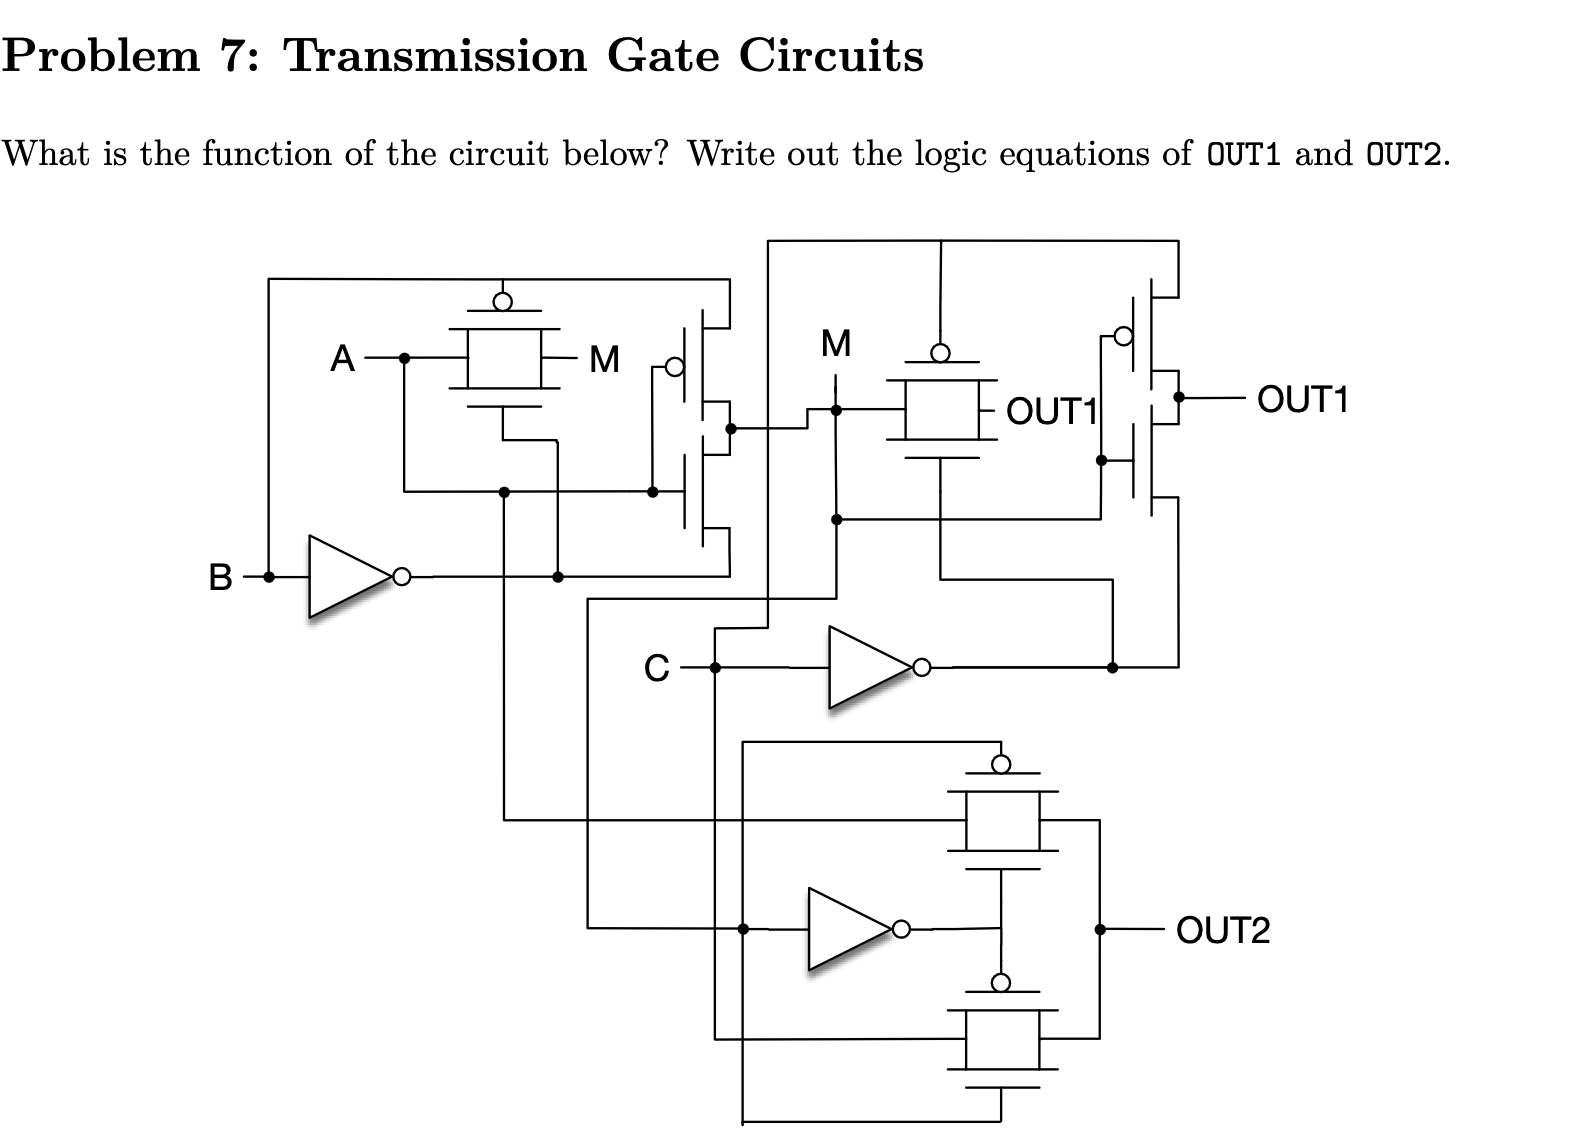 Problem 7: Transmission Gate Circuits
What is the function of the circuit below? Write out the logic equations of OUT1 and OUT2.
M
A
M
OUT1
OUT1
B
C
OUT2